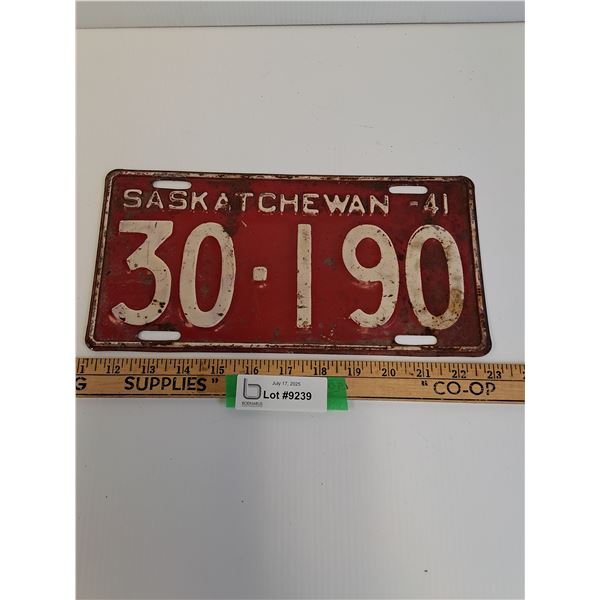 SASKATCHEWAN -41
30·190
12 13 14 15 16 17 18 19 20 21 22 23
G SUPPLIES" "CO-OP
July 17, 2025
BODNARUS
Lot #9239